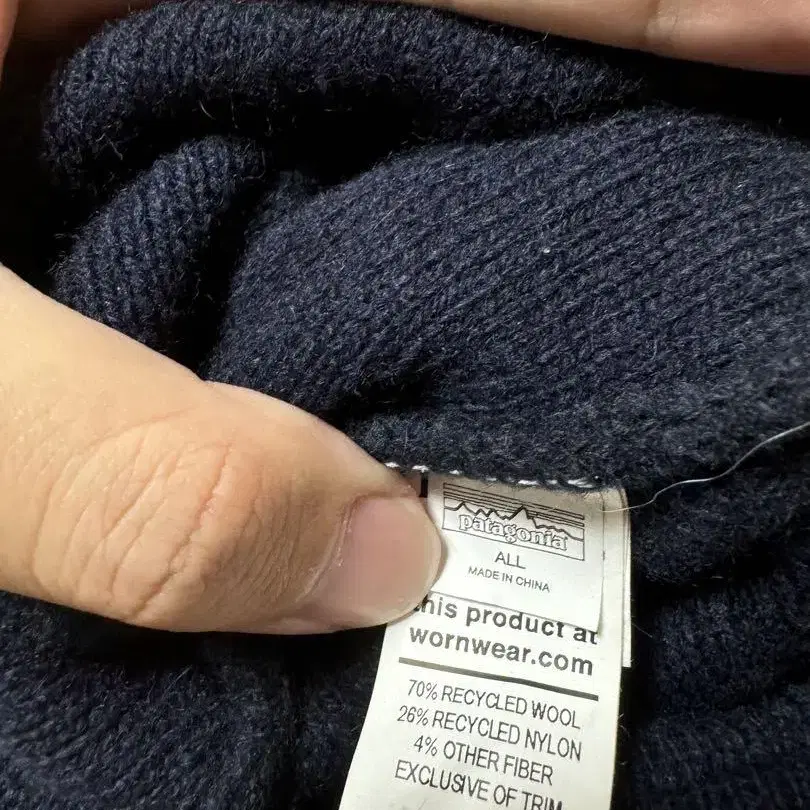 patagonia
ALL
MADE IN CHINA
this product at
wornwear.com
70% RECYCLED WOOL
26% RECYCLED NYLON
4% OTHER FIBER
EXCLUSIVE OF TRIM